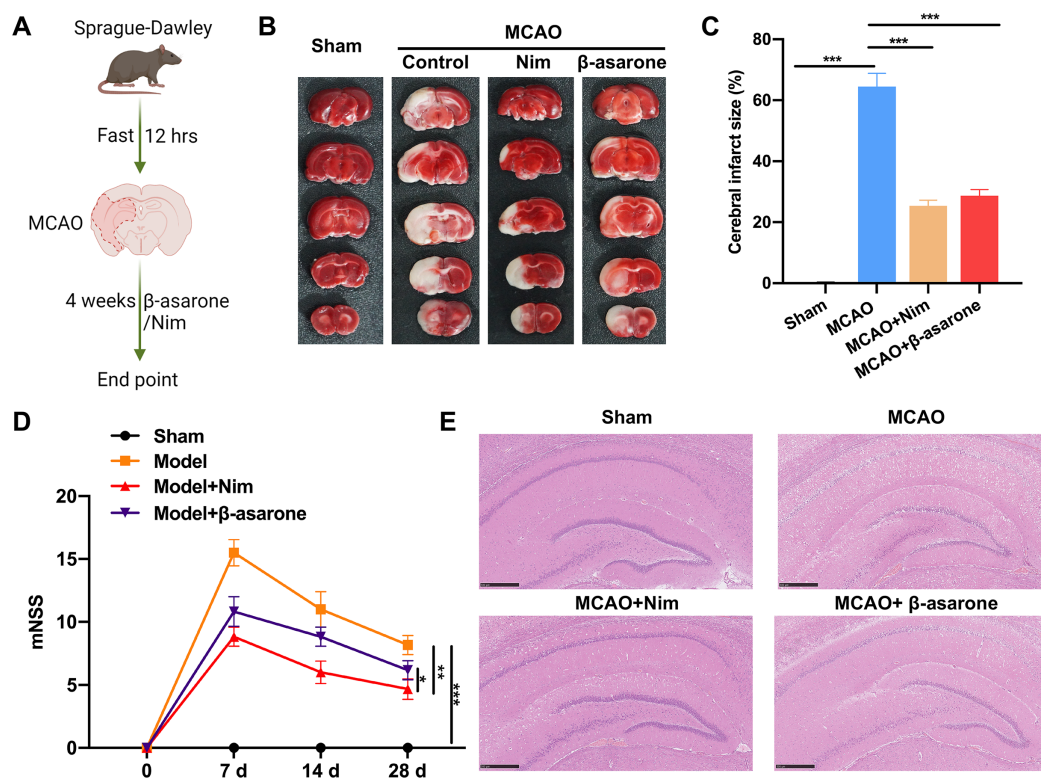 A
Sprague-Dawley
Fast 12 hrs
MCAO
4 weeks β-asarone
/Nim
End point
B
Sham
MCAO
Control Nim β-asarone
C
***
***
***
Cerebral infarct size (%)
80
60
40
20
0
Sham
MCAO
MCAO+Nim
MCAO+β-asarone
D
Sham
Model
Model+Nim
Model+β-asarone
mNSS
20
15
10
5
0
0 7 d 14 d 28 d
*
**
***
E
Sham MCAO
MCAO+Nim MCAO+ β-asarone